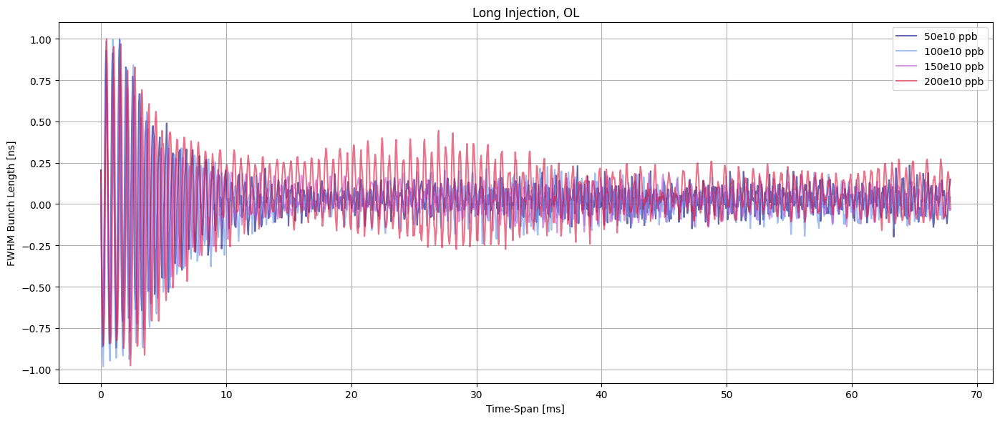 Long Injection, OL
FWHM Bunch Length [ns]
1.00
0.75
0.50
0.25
0.00
−0.25
−0.50
−0.75
−1.00
50e10 ppb
100e10 ppb
150e10 ppb
200e10 ppb
0 10 20 30 40 50 60 70
Time-Span [ms]